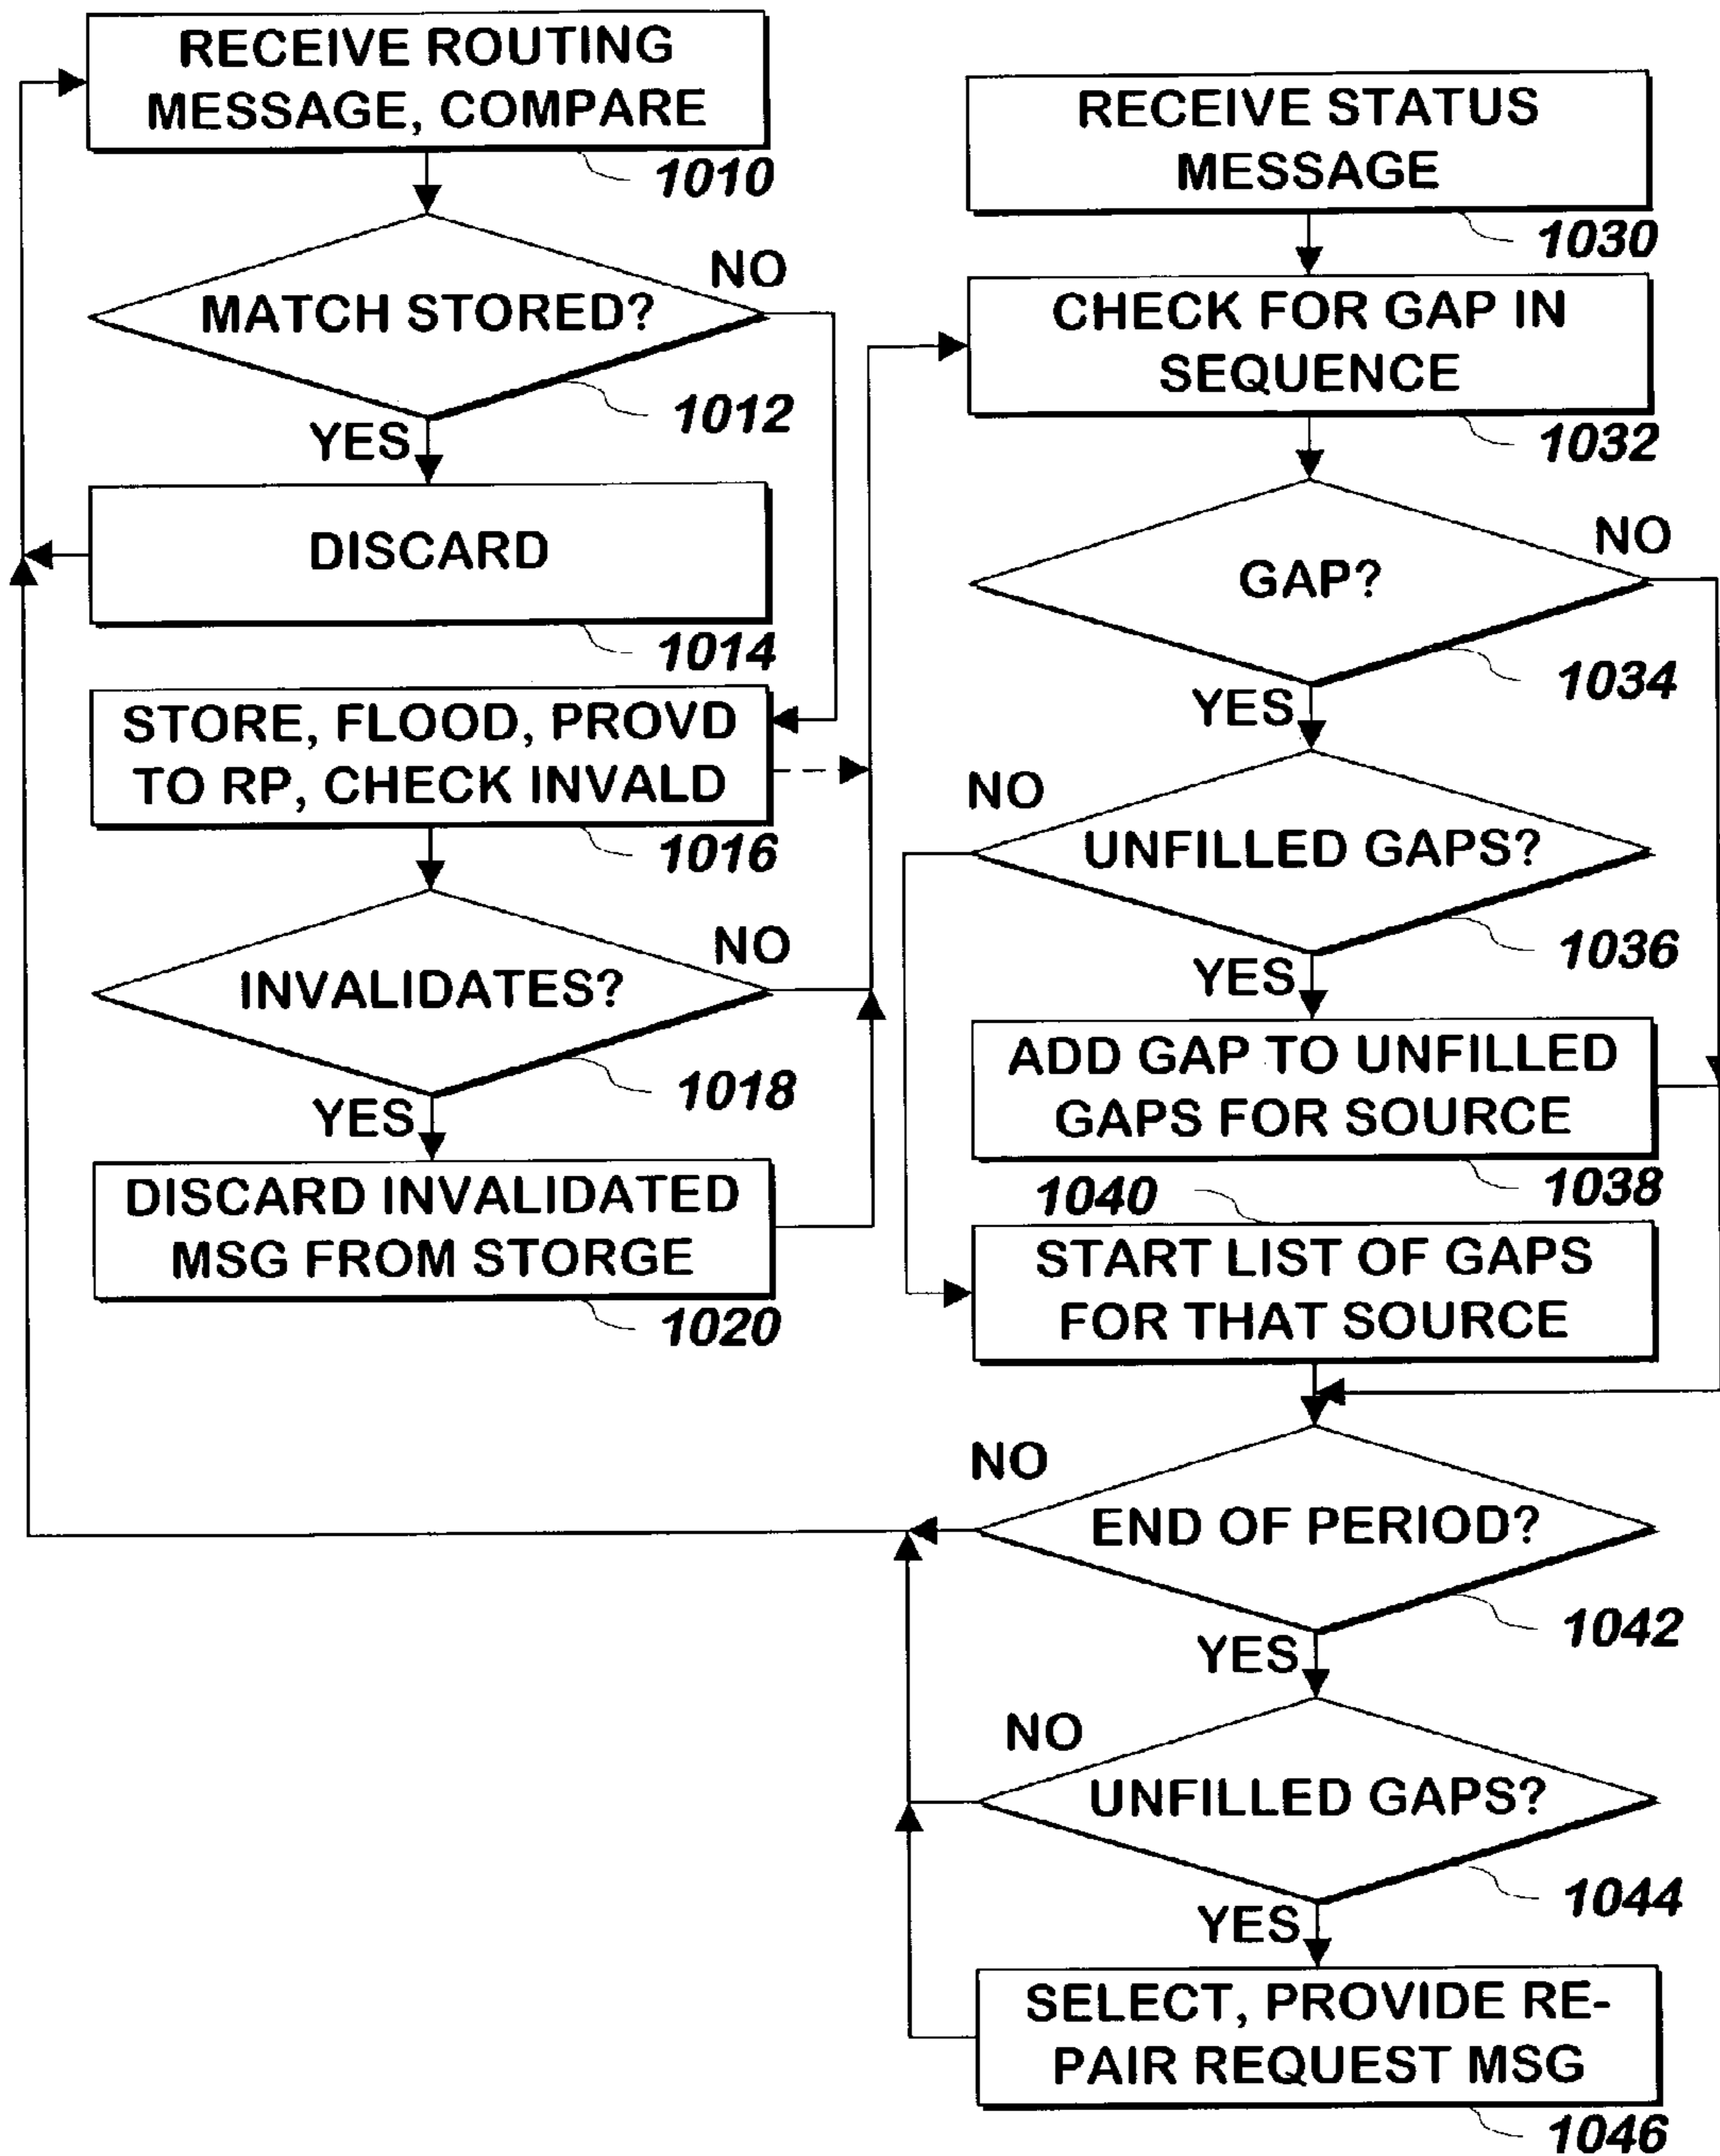 RECEIVE ROUTING
MESSAGE, COMPARE
1010
NO
MATCH STORED?
1012
YES
DISCARD
1014
STORE, FLOOD, PROVD
TO RP, CHECK INVALD
1016
NO
INVALIDATES?
1018
YES
DISCARD INVALIDATED
MSG FROM STORGE
1020
RECEIVE STATUS
MESSAGE
1030
CHECK FOR GAP IN
SEQUENCE
1032
NO
GAP?
1034
YES
NO
UNFILLED GAPS?
1036
YES
ADD GAP TO UNFILLED
GAPS FOR SOURCE
1038
1040
START LIST OF GAPS
FOR THAT SOURCE
NO
END OF PERIOD?
1042
YES
NO
UNFILLED GAPS?
1044
YES
SELECT, PROVIDE RE-
PAIR REQUEST MSG
1046